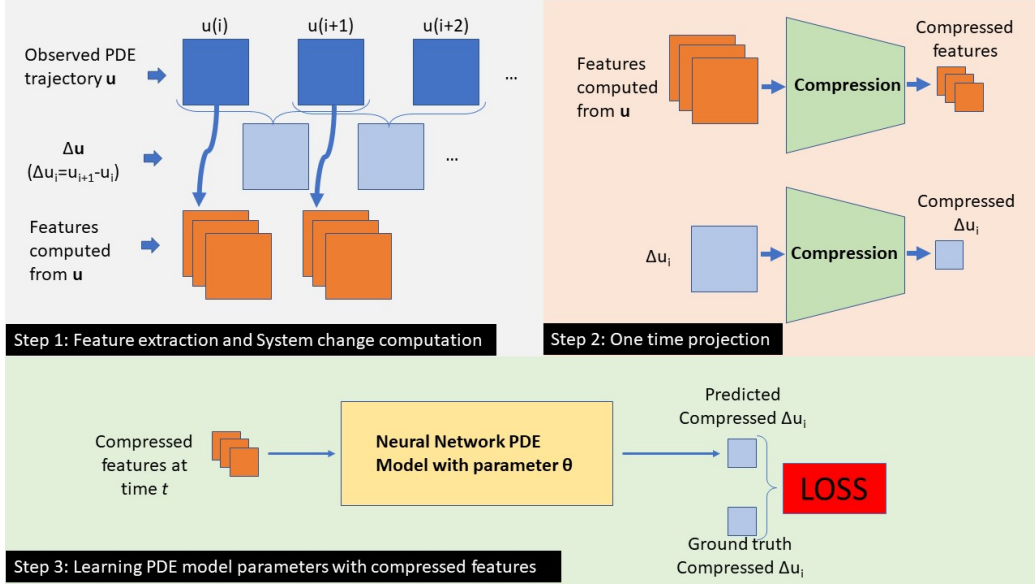 u(i)
u(i+1)
u(i+2)
Observed PDE
trajectory u
...
Δu
(Δui=ui+1-ui)
...
Features
computed
from u
Step 1: Feature extraction and System change computation
Features
computed
from u
Compression
Compressed
features
Δui
Compression
Compressed
Δui
Step 2: One time projection
Compressed
features at
time t
Neural Network PDE
Model with parameter θ
Predicted
Compressed Δui
LOSS
Ground truth
Compressed Δui
Step 3: Learning PDE model parameters with compressed features